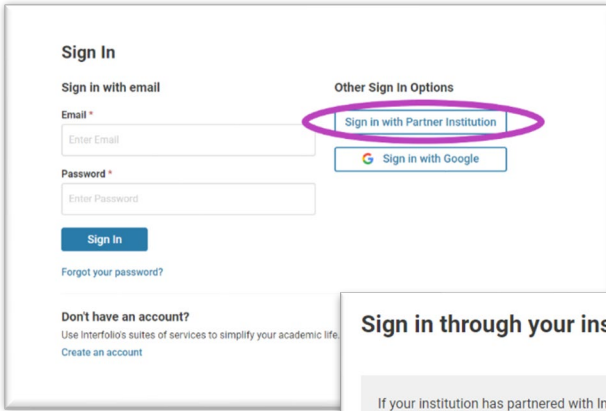 Sign In
Sign in with email
Email *
Enter Email
Password *
Enter Password
Sign In
Forgot your password?
Don't have an account?
Use Interfolio's suites of services to simplify your academic life.
Create an account
Other Sign In Options
Sign in with Partner Institution
Sign in with Google
Sign in through your ins
If your institution has partnered with In